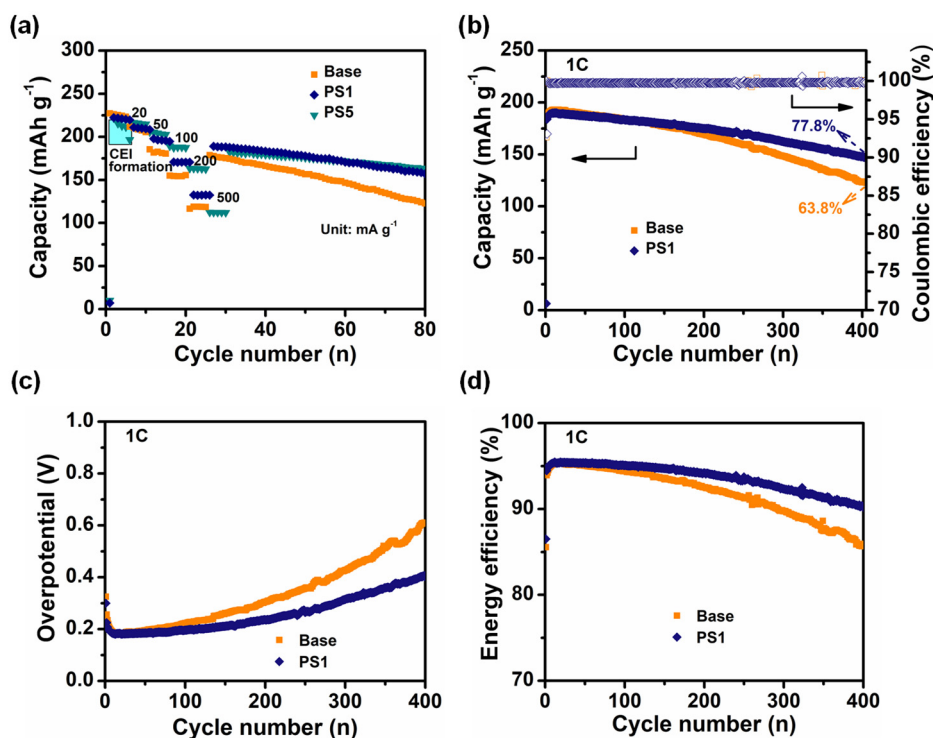 (a)
300
250
200
150
100
50
0
Capacity (mAh g⁻¹)
Base
PS1
PS5
20
50
100
200
500
CEI
formation
Unit: mA g⁻¹
0 20 40 60 80
Cycle number (n)
(b)
250
200
150
100
50
0
Capacity (mAh g⁻¹)
1C
77.8%
63.8%
Base
PS1
100
95
90
85
80
75
70
Coulombic efficiency (%)
0 100 200 300 400
Cycle number (n)
(c)
1.0
0.8
0.6
0.4
0.2
0.0
Overpotential (V)
1C
Base
PS1
0 100 200 300 400
Cycle number (n)
(d)
100
90
80
70
Energy efficiency (%)
1C
Base
PS1
0 100 200 300 400
Cycle number (n)